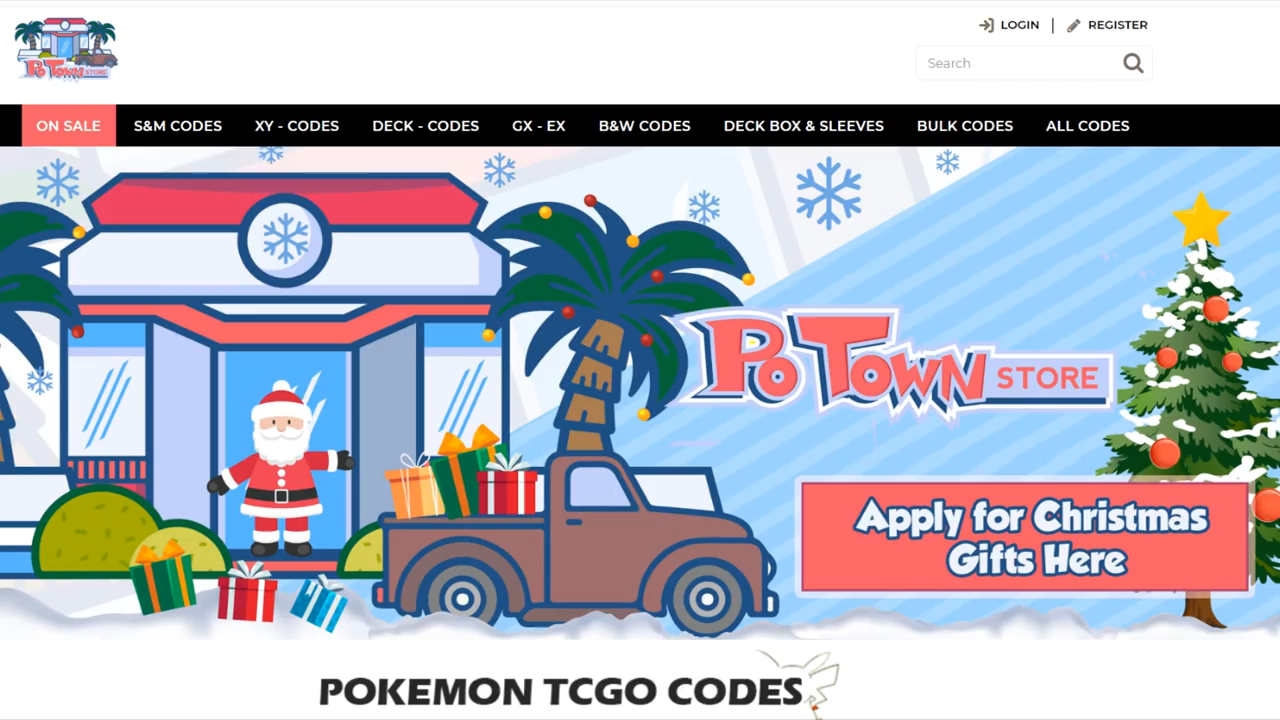 PO TOWN STORE
LOGIN | REGISTER
Search
ON SALE S&M CODES XY - CODES DECK - CODES GX - EX B&W CODES DECK BOX & SLEEVES BULK CODES ALL CODES
PO TOWN STORE
Apply for Christmas
Gifts Here
POKEMON TCGO CODES